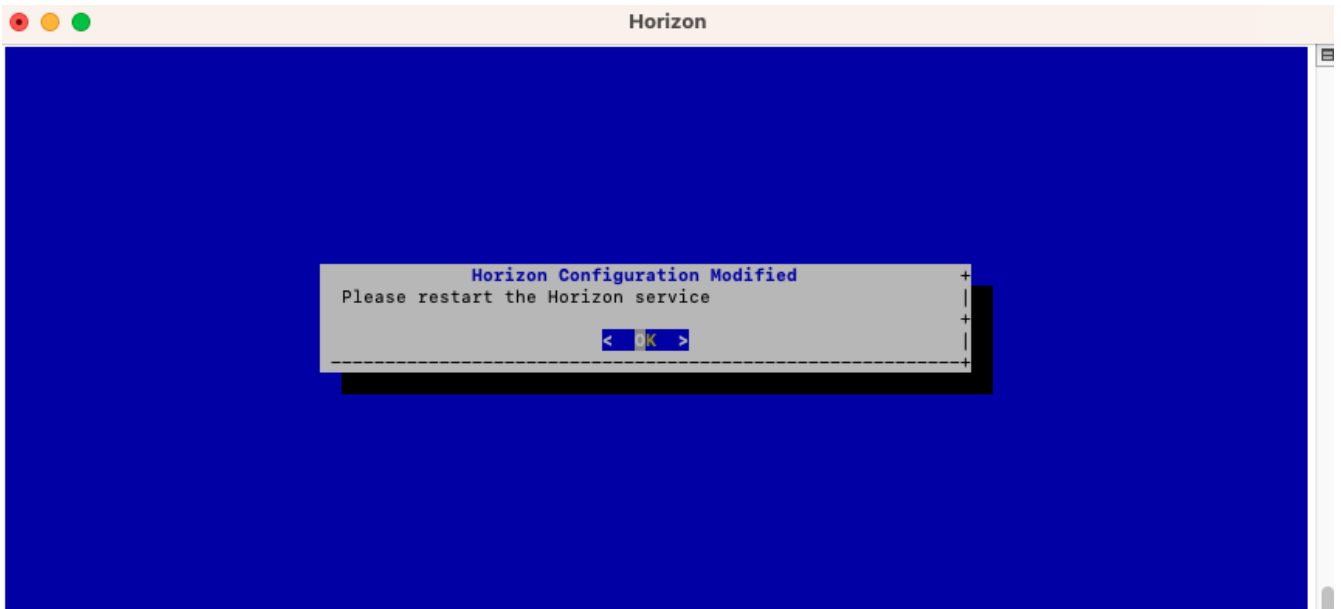 Horizon
Horizon Configuration Modified
Please restart the Horizon service
< OK >